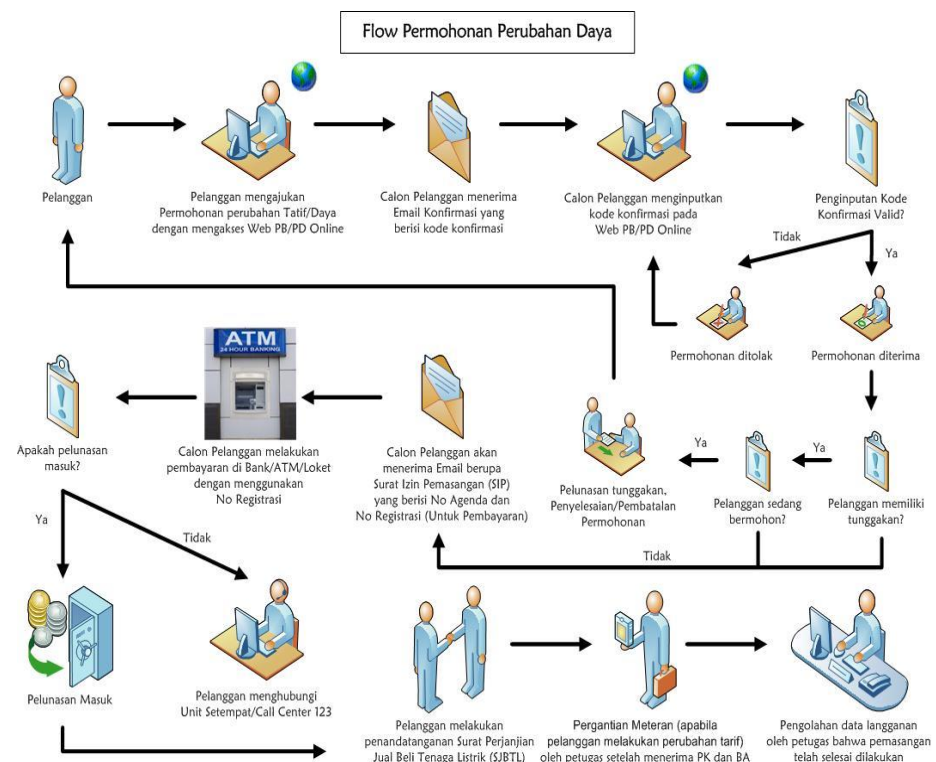 Flow Permohonan Perubahan Daya
Pelanggan
Pelanggan mengajukan
Permohonan perubahan Tatif/Daya
dengan mengakses Web PB/PD Online
Calon Pelanggan menerima
Email Konfirmasi yang
berisi kode konfirmasi
Calon Pelanggan menginputkan
kode konfirmasi pada
Web PB/PD Online
Penginputan Kode
Konfirmasi Valid?
Tidak
Ya
Permohonan ditolak
Permohonan diterima
ATM
24 HOUR BANKING
Apakah pelunasan
masuk?
Calon Pelanggan melakukan
pembayaran di Bank/ATM/Loket
dengan menggunakan
No Registrasi
Calon Pelanggan akan
menerima Email berupa
Surat Izin Pemasangan (SIP)
yang berisi No Agenda dan
No Registrasi (Untuk Pembayaran)
Pelunasan tunggakan,
Penyelesaian/Pembatalan
Permohonan
Ya
Pelanggan sedang
bermohon?
Ya
Pelanggan memiliki
tunggakan?
Tidak
Ya
Tidak
Pelunasan Masuk
Pelanggan menghubungi
Unit Setempat/Call Center 123
Pelanggan melakukan
penandatanganan Surat Perjanjian
Jual Beli Tenaga Listrik (SJBTL)
Pergantian Meteran (apabila
pelanggan melakukan perubahan tarif)
oleh petugas setelah menerima PK dan BA
Pengolahan data langganan
oleh petugas bahwa pemasangan
telah selesai dilakukan